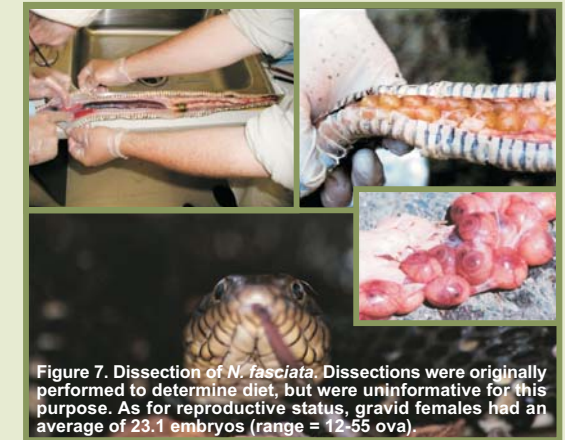 Figure 7. Dissection of N. fasciata. Dissections were originally
performed to determine diet, but were uninformative for this
purpose. As for reproductive status, gravid females had an
average of 23.1 embryos (range = 12-55 ova).